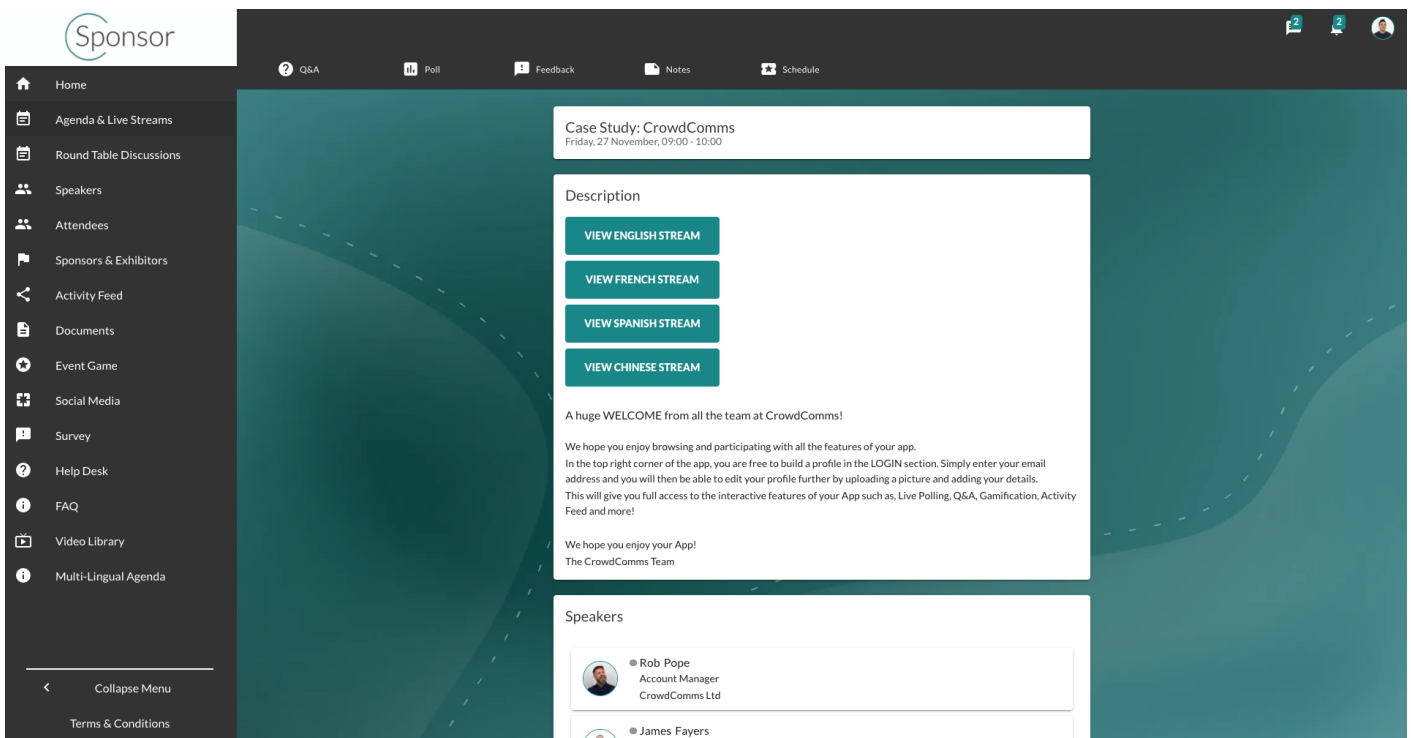 Sponsor
2
2
Q&A
Poll
Feedback
Notes
Schedule
Home
Agenda & Live Streams
Round Table Discussions
Speakers
Attendees
Sponsors & Exhibitors
Activity Feed
Documents
Event Game
Social Media
Survey
Help Desk
FAQ
Video Library
Multi-Lingual Agenda
Collapse Menu
Terms & Conditions
Case Study: CrowdComms
Friday, 27 November, 09:00 - 10:00
Description
VIEW ENGLISH STREAM
VIEW FRENCH STREAM
VIEW SPANISH STREAM
VIEW CHINESE STREAM
A huge WELCOME from all the team at CrowdComms!
We hope you enjoy browsing and participating with all the features of your app.
In the top right corner of the app, you are free to build a profile in the LOGIN section. Simply enter your email
address and you will then be able to edit your profile further by uploading a picture and adding your details.
This will give you full access to the interactive features of your App such as, Live Polling, Q&A, Gamification, Activity
Feed and more!
We hope you enjoy your App!
The CrowdComms Team
Speakers
Rob Pope
Account Manager
CrowdComms Ltd
James Fayers